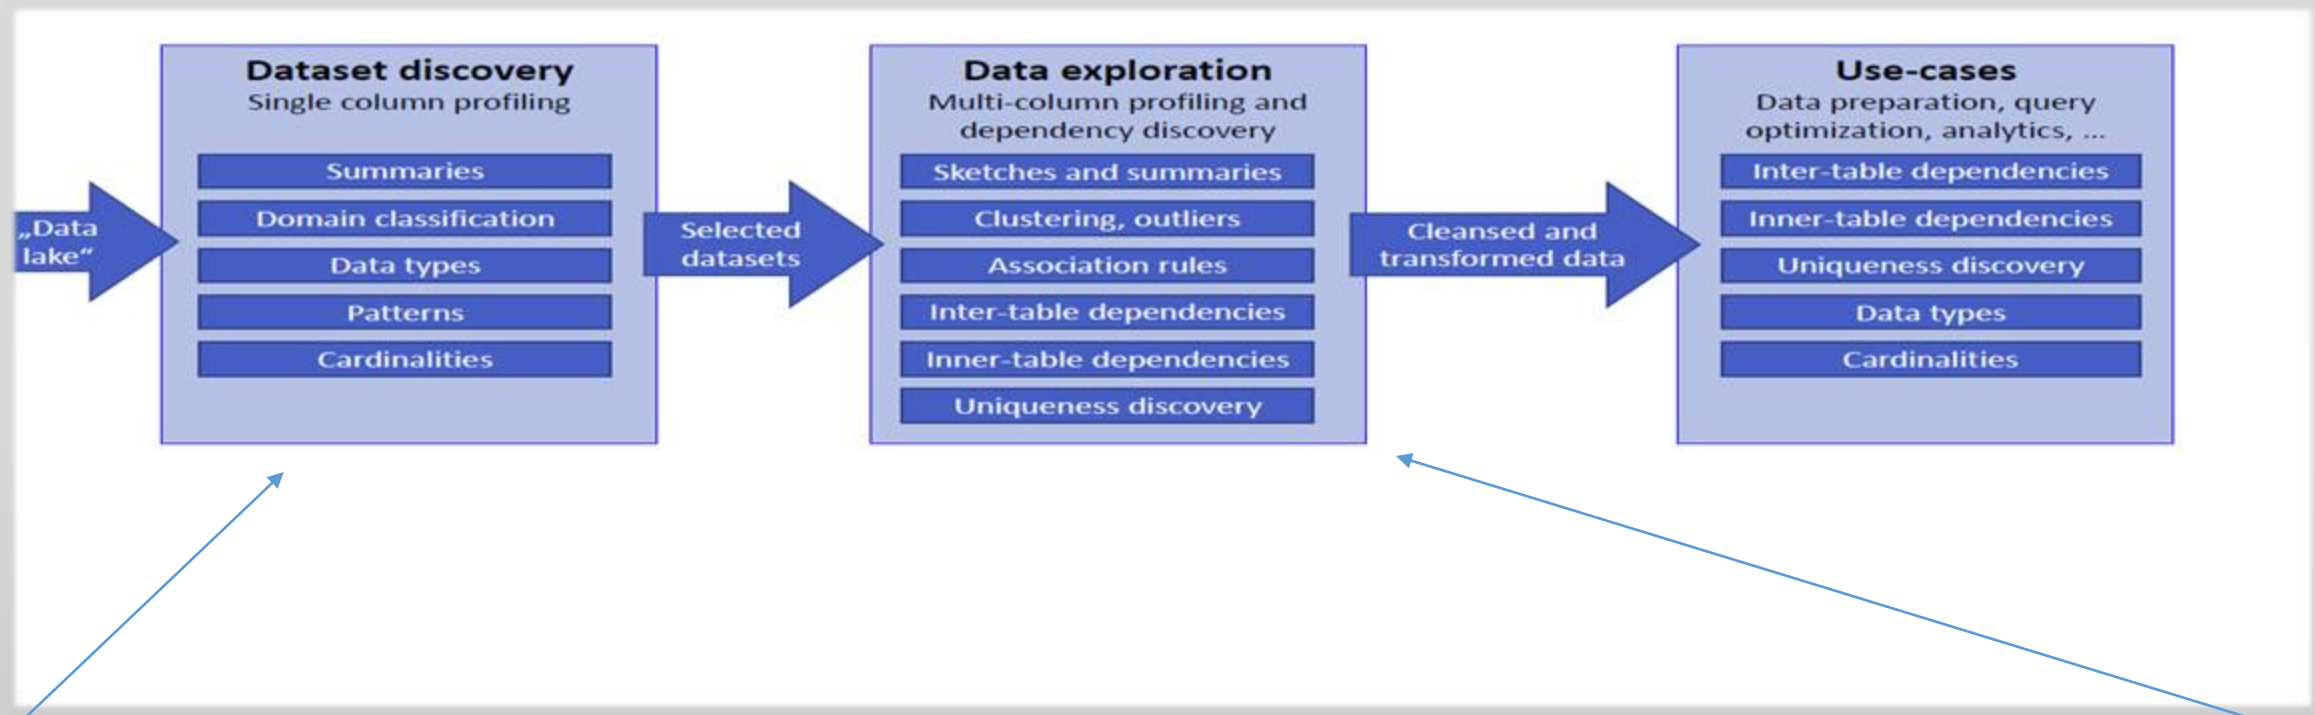 „Data
lake“
Dataset discovery
Single column profiling
Summaries
Domain classification
Data types
Patterns
Cardinalities
Selected
datasets
Data exploration
Multi-column profiling and
dependency discovery
Sketches and summaries
Clustering, outliers
Association rules
Inter-table dependencies
Inner-table dependencies
Uniqueness discovery
Cleansed and
transformed data
Use-cases
Data preparation, query
optimization, analytics, ...
Inter-table dependencies
Inner-table dependencies
Uniqueness discovery
Data types
Cardinalities